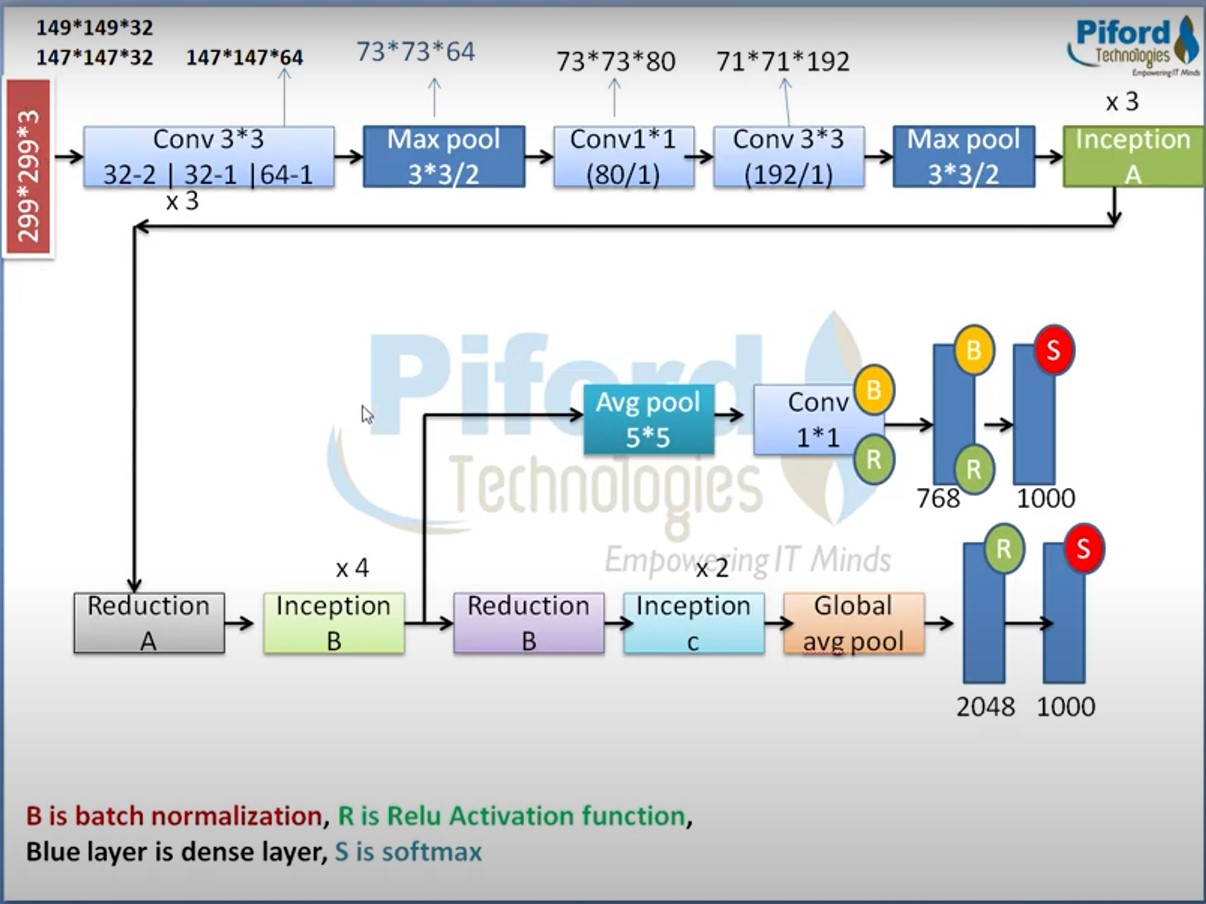 149*149*32
147*147*32
147*147*64
73*73*64
73*73*80
71*71*192
Piford
Technologies
Empowering IT Minds
x 3
299*299*3
Conv 3*3
32-2 | 32-1 |64-1
x 3
Max pool
3*3/2
Conv1*1
(80/1)
Conv 3*3
(192/1)
Max pool
3*3/2
Inception
A
Piford
Technologies
Empowering IT Minds
Avg pool
5*5
Conv
1*1
B
R
B
R
768
S
1000
Reduction
A
x 4
Inception
B
Reduction
B
x 2
Inception
c
Global
avg pool
R
2048
S
1000
B is batch normalization, R is Relu Activation function,
Blue layer is dense layer, S is softmax